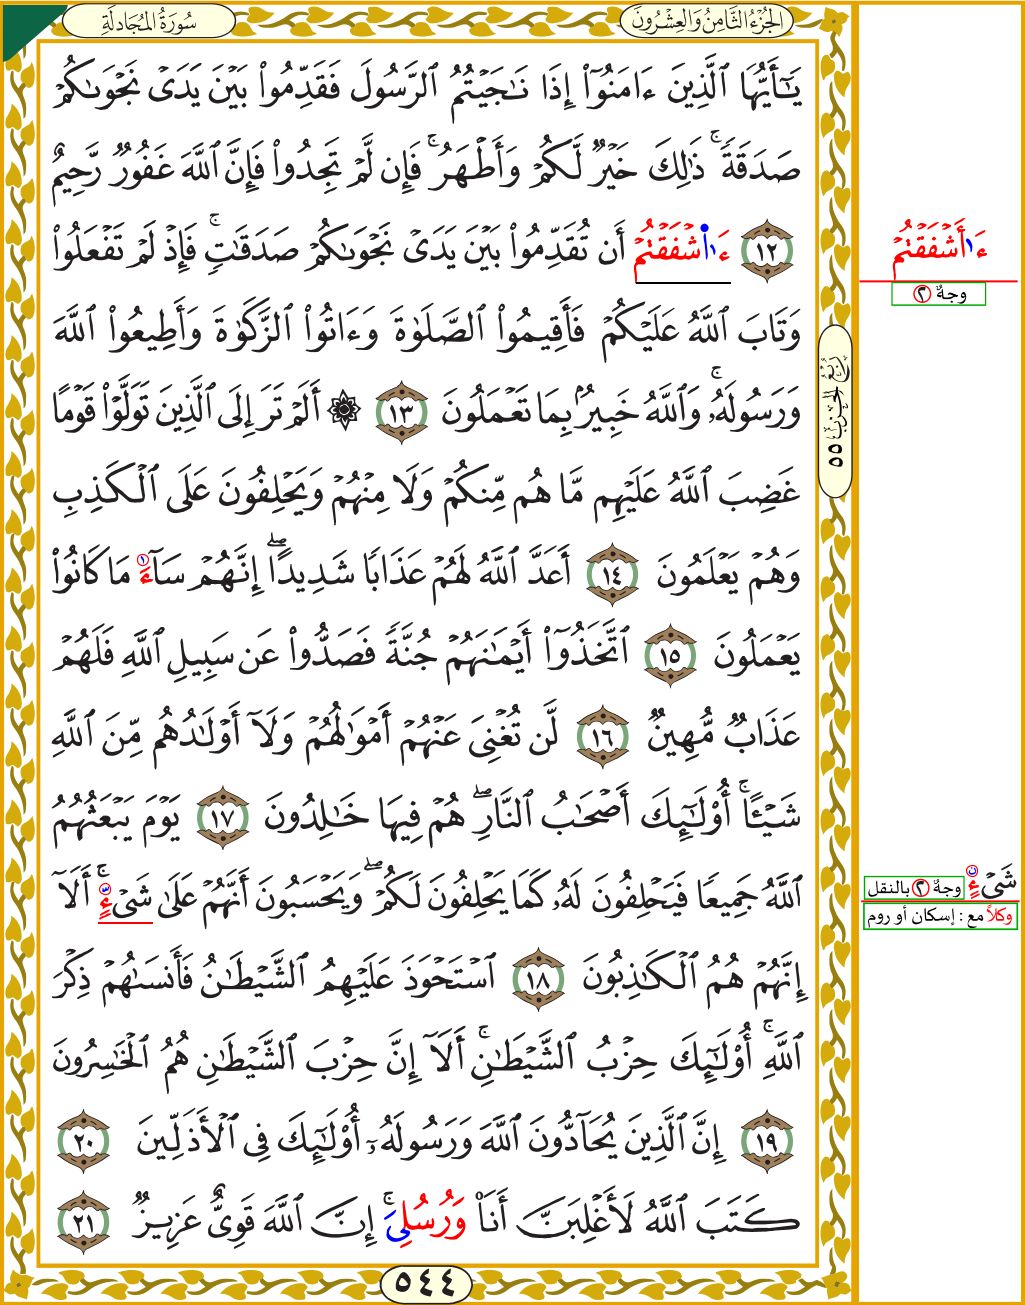 سُورَةُ المُجَادلَةِ
الجُزْءُ الثَّامِنُ وَالعِشْرُونَ
يَـٰٓأَيُّهَا ٱلَّذِينَ ءَامَنُوٓا۟ إِذَا نَـٰجَيْتُمُ ٱلرَّسُولَ فَقَدِّمُوا۟ بَيْنَ يَدَىْ نَجْوَىٰكُمْ
صَدَقَةً ۚ ذَٰلِكَ خَيْرٌ لَّكُمْ وَأَطْهَرُ ۚ فَإِن لَّمْ تَجِدُوا۟ فَإِنَّ ٱللَّهَ غَفُورٌ رَّحِيمٌ
١٢ ءَا۬شْفَقْتُمْ أَن تُقَدِّمُوا۟ بَيْنَ يَدَىْ نَجْوَىٰكُمْ صَدَقَـٰتٍ ۚ فَإِذْ لَمْ تَفْعَلُوا۟
وَتَابَ ٱللَّهُ عَلَيْكُمْ فَأَقِيمُوا۟ ٱلصَّلَوٰةَ وَءَاتُوا۟ ٱلزَّكَوٰةَ وَأَطِيعُوا۟ ٱللَّهَ
وَرَسُولَهُۥ ۚ وَٱللَّهُ خَبِيرٌۢ بِمَا تَعْمَلُونَ ١٣ ۞ أَلَمْ تَرَ إِلَى ٱلَّذِينَ تَوَلَّوْا۟ قَوْمًا
غَضِبَ ٱللَّهُ عَلَيْهِم مَّا هُم مِّنكُمْ وَلَا مِنْهُمْ وَيَحْلِفُونَ عَلَى ٱلْكَذِبِ
وَهُمْ يَعْلَمُونَ ١٤ أَعَدَّ ٱللَّهُ لَهُمْ عَذَابًا شَدِيدًا ۖ إِنَّهُمْ سَآءَ مَا كَانُوا۟
يَعْمَلُونَ ١٥ ٱتَّخَذُوٓا۟ أَيْمَـٰنَهُمْ جُنَّةً فَصَدُّوا۟ عَن سَبِيلِ ٱللَّهِ فَلَهُمْ
عَذَابٌ مُّهِينٌ ١٦ لَّن تُغْنِىَ عَنْهُمْ أَمْوَٰلُهُمْ وَلَآ أَوْلَـٰدُهُم مِّنَ ٱللَّهِ
شَيْـًٔا ۚ أُو۟لَـٰٓئِكَ أَصْحَـٰبُ ٱلنَّارِ ۖ هُمْ فِيهَا خَـٰلِدُونَ ١٧ يَوْمَ يَبْعَثُهُمُ
ٱللَّهُ جَمِيعًا فَيَحْلِفُونَ لَهُۥ كَمَا يَحْلِفُونَ لَكُمْ ۖ وَيَحْسَبُونَ أَنَّهُمْ عَلَىٰ شَىْءٍ ۚ أَلَآ
إِنَّهُمْ هُمُ ٱلْكَـٰذِبُونَ ١٨ ٱسْتَحْوَذَ عَلَيْهِمُ ٱلشَّيْطَـٰنُ فَأَنسَىٰهُمْ ذِكْرَ
ٱللَّهِ ۚ أُو۟لَـٰٓئِكَ حِزْبُ ٱلشَّيْطَـٰنِ ۚ أَلَآ إِنَّ حِزْبَ ٱلشَّيْطَـٰنِ هُمُ ٱلْخَـٰسِرُونَ
١٩ إِنَّ ٱلَّذِينَ يُحَآدُّونَ ٱللَّهَ وَرَسُولَهُۥٓ أُو۟لَـٰٓئِكَ فِى ٱلْأَذَلِّينَ ٢٠
كَتَبَ ٱللَّهُ لَأَغْلِبَنَّ أَنَا۠ وَرُسُلِىَ ۚ إِنَّ ٱللَّهَ قَوِىٌّ عَزِيزٌ ٢١
٥٤٤
ءَا۬أَشْفَقْتُمْ
وجهٌ ٢
رُبْعُ الحِزْبِ ٥٥
شَىْءٍ
وجهٌ ٢ بالنقل
وكلاً مع : إسكان أو روم